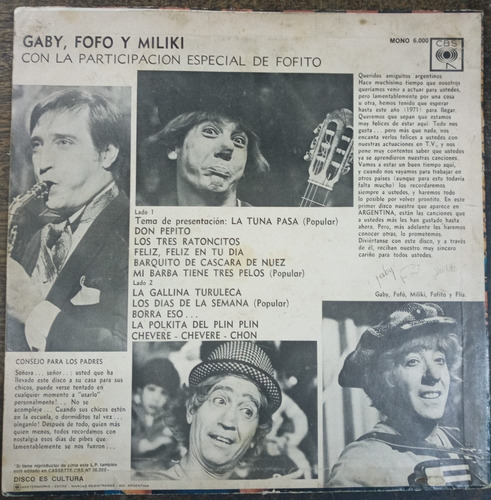 GABY, FOFO Y MILIKI
CON LA PARTICIPACION ESPECIAL DE FOFITO
MONO 6.000
CBS
Queridos amiguitos argentinos
Hace muchísimo tiempo que nosotros
queríamos venir a actuar para ustedes,
pero lamentablemente por una cosa
u otra, hemos tenido que esperar
hasta este año (1971) para llegar.
Queremos que sepan que estamos
muy felices de estar aquí. Todo nos
gusta... pero más que nada, nos
encanta verlos felices a ustedes con
nuestras actuaciones en T.V., y nos
pone muy contentos saber que ustedes
ya se aprendieron nuestras canciones.
Vamos a estar un buen tiempo aquí,
y cuando nos vayamos para trabajar en
otros países (aunque para esto todavía
falta mucho) los recordaremos
siempre a ustedes, y haremos todo
lo posible por volver prontito. En este
primer disco nuestro que aparece en
ARGENTINA, están las canciones que
a ustedes más les han gustado hasta
ahora. Pero, más adelante les haremos
conocer otras, lo prometemos.
Diviértanse con este disco, y a través
de él, reciban nuestro muy sincero
cariño para todos ustedes.
gaby
Gaby, Fofó, Miliki, Fofito y Flia.
Lado 1
Tema de presentación: LA TUNA PASA (Popular)
DON PEPITO
LOS TRES RATONCITOS
FELIZ, FELIZ EN TU DIA
BARQUITO DE CASCARA DE NUEZ
MI BARBA TIENE TRES PELOS (Popular)
Lado 2
LA GALLINA TURULECA
LOS DIAS DE LA SEMANA (Popular)
BORRA ESO...
LA POLKITA DEL PLIN PLIN
CHEVERE - CHEVERE - CHON
CONSEJO PARA LOS PADRES
Señora... señor...: usted que ha
llevado este disco a su casa para sus
chicos, puede verse tentado en
cualquier momento a "usarlo"
personalmente!... No se
acompleje... Cuando sus chicos estén
en la escuela, o dormiditos tal vez...
pínganlo! Después de todo, quien más
quien menos, todos recordamos con
nostalgia esos días de pibes que
lamentablemente se nos fueron...
DISCO ES CULTURA